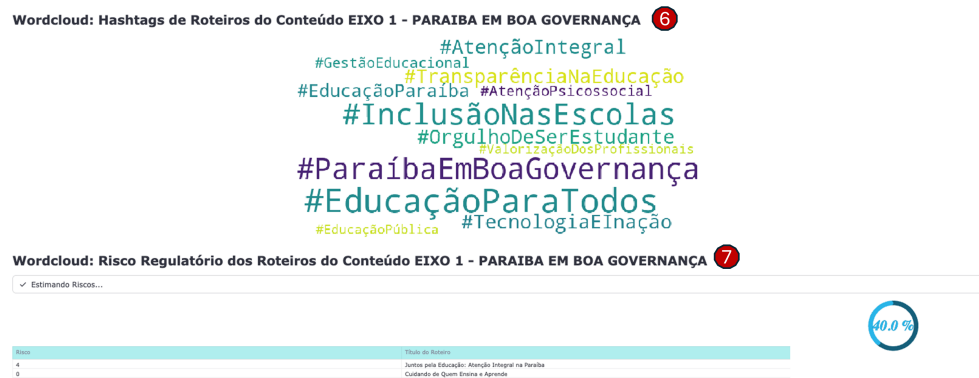 Wordcloud: Hashtags de Roteiros do Conteúdo EIXO 1 - PARAIBA EM BOA GOVERNANÇA 6
#AtençãoIntegral
#GestãoEducacional
#TransparênciaNaEducação
#EducaçãoParaíba #AtençãoPsicossocial
#InclusãoNasEscolas
#OrgulhoDeSerEstudante
#ValorizaçãoDosProfissionais
#ParaíbaEmBoaGovernança
#EducaçãoParaTodos
#TecnologiaEInação
#EducaçãoPública
Wordcloud: Risco Regulatório dos Roteiros do Conteúdo EIXO 1 - PARAIBA EM BOA GOVERNANÇA 7
✓ Estimando Riscos...
40.0 %
Risco Título do Roteiro
4 Juntos pela Educação: Atenção Integral na Paraíba
0 Cuidando de Quem Ensina e Aprende